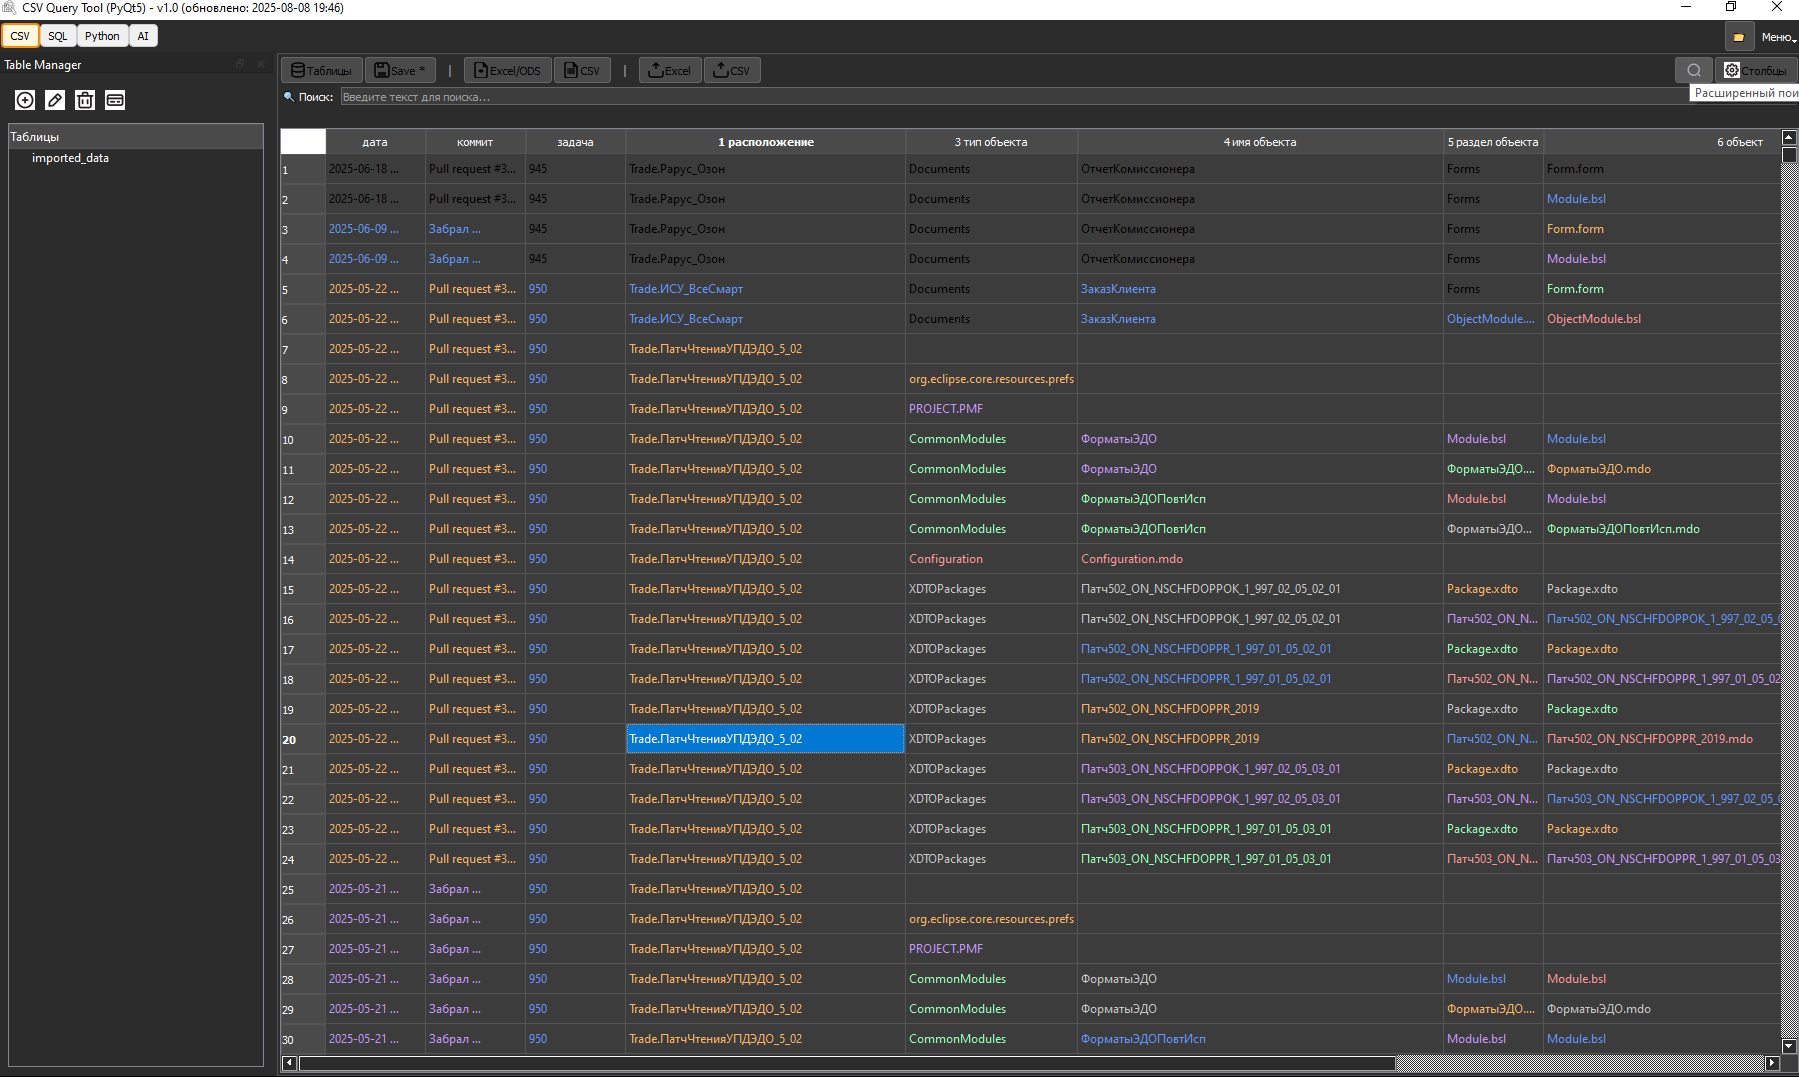 CSV Query Tool (PyQt5) - v1.0 (обновлено: 2025-08-08 19:46)
CSV SQL Python AI Меню
Table Manager
Таблицы Save * | Excel/ODS CSV | Excel CSV Столбцы
Расширенный пои
Поиск: Введите текст для поиска...
Таблицы
imported_data
дата коммит задача 1 расположение 3 тип объекта 4 имя объекта 5 раздел объекта 6 объект
1 2025-06-18 ... Pull request #3... 945 Trade.Рарус_Озон Documents ОтчетКомиссионера Forms Form.form
2 2025-06-18 ... Pull request #3... 945 Trade.Рарус_Озон Documents ОтчетКомиссионера Forms Module.bsl
3 2025-06-09 ... Забрал ... 945 Trade.Рарус_Озон Documents ОтчетКомиссионера Forms Form.form
4 2025-06-09 ... Забрал ... 945 Trade.Рарус_Озон Documents ОтчетКомиссионера Forms Module.bsl
5 2025-05-22 ... Pull request #3... 950 Trade.ИСУ_ВсеСмарт Documents ЗаказКлиента Forms Form.form
6 2025-05-22 ... Pull request #3... 950 Trade.ИСУ_ВсеСмарт Documents ЗаказКлиента ObjectModule.... ObjectModule.bsl
7 2025-05-22 ... Pull request #3... 950 Trade.ПатчЧтенияУПДЭДО_5_02
8 2025-05-22 ... Pull request #3... 950 Trade.ПатчЧтенияУПДЭДО_5_02 org.eclipse.core.resources.prefs
9 2025-05-22 ... Pull request #3... 950 Trade.ПатчЧтенияУПДЭДО_5_02 PROJECT.PMF
10 2025-05-22 ... Pull request #3... 950 Trade.ПатчЧтенияУПДЭДО_5_02 CommonModules ФорматыЭДО Module.bsl Module.bsl
11 2025-05-22 ... Pull request #3... 950 Trade.ПатчЧтенияУПДЭДО_5_02 CommonModules ФорматыЭДО ФорматыЭДО.... ФорматыЭДО.mdo
12 2025-05-22 ... Pull request #3... 950 Trade.ПатчЧтенияУПДЭДО_5_02 CommonModules ФорматыЭДОПовтИсп Module.bsl Module.bsl
13 2025-05-22 ... Pull request #3... 950 Trade.ПатчЧтенияУПДЭДО_5_02 CommonModules ФорматыЭДОПовтИсп ФорматыЭДО... ФорматыЭДОПовтИсп.mdo
14 2025-05-22 ... Pull request #3... 950 Trade.ПатчЧтенияУПДЭДО_5_02 Configuration Configuration.mdo
15 2025-05-22 ... Pull request #3... 950 Trade.ПатчЧтенияУПДЭДО_5_02 XDTOPackages Патч502_ON_NSCHFDOPPOK_1_997_02_05_02_01 Package.xdto Package.xdto
16 2025-05-22 ... Pull request #3... 950 Trade.ПатчЧтенияУПДЭДО_5_02 XDTOPackages Патч502_ON_NSCHFDOPPOK_1_997_02_05_02_01 Патч502_ON_N... Патч502_ON_NSCHFDOPPOK_1_997_02_05_
17 2025-05-22 ... Pull request #3... 950 Trade.ПатчЧтенияУПДЭДО_5_02 XDTOPackages Патч502_ON_NSCHFDOPPR_1_997_01_05_02_01 Package.xdto Package.xdto
18 2025-05-22 ... Pull request #3... 950 Trade.ПатчЧтенияУПДЭДО_5_02 XDTOPackages Патч502_ON_NSCHFDOPPR_1_997_01_05_02_01 Патч502_ON_N... Патч502_ON_NSCHFDOPPR_1_997_01_05_02
19 2025-05-22 ... Pull request #3... 950 Trade.ПатчЧтенияУПДЭДО_5_02 XDTOPackages Патч502_ON_NSCHFDOPPR_2019 Package.xdto Package.xdto
20 2025-05-22 ... Pull request #3... 950 Trade.ПатчЧтенияУПДЭДО_5_02 XDTOPackages Патч502_ON_NSCHFDOPPR_2019 Патч502_ON_N... Патч502_ON_NSCHFDOPPR_2019.mdo
21 2025-05-22 ... Pull request #3... 950 Trade.ПатчЧтенияУПДЭДО_5_02 XDTOPackages Патч503_ON_NSCHFDOPPOK_1_997_02_05_03_01 Package.xdto Package.xdto
22 2025-05-22 ... Pull request #3... 950 Trade.ПатчЧтенияУПДЭДО_5_02 XDTOPackages Патч503_ON_NSCHFDOPPOK_1_997_02_05_03_01 Патч503_ON_N... Патч503_ON_NSCHFDOPPOK_1_997_02_05_
23 2025-05-22 ... Pull request #3... 950 Trade.ПатчЧтенияУПДЭДО_5_02 XDTOPackages Патч503_ON_NSCHFDOPPR_1_997_01_05_03_01 Package.xdto Package.xdto
24 2025-05-22 ... Pull request #3... 950 Trade.ПатчЧтенияУПДЭДО_5_02 XDTOPackages Патч503_ON_NSCHFDOPPR_1_997_01_05_03_01 Патч503_ON_N... Патч503_ON_NSCHFDOPPR_1_997_01_05_03
25 2025-05-21 ... Забрал ... 950 Trade.ПатчЧтенияУПДЭДО_5_02
26 2025-05-21 ... Забрал ... 950 Trade.ПатчЧтенияУПДЭДО_5_02 org.eclipse.core.resources.prefs
27 2025-05-21 ... Забрал ... 950 Trade.ПатчЧтенияУПДЭДО_5_02 PROJECT.PMF
28 2025-05-21 ... Забрал ... 950 Trade.ПатчЧтенияУПДЭДО_5_02 CommonModules ФорматыЭДО Module.bsl Module.bsl
29 2025-05-21 ... Забрал ... 950 Trade.ПатчЧтенияУПДЭДО_5_02 CommonModules ФорматыЭДО ФорматыЭДО.... ФорматыЭДО.mdo
30 2025-05-21 ... Забрал ... 950 Trade.ПатчЧтенияУПДЭДО_5_02 CommonModules ФорматыЭДОПовтИсп Module.bsl Module.bsl